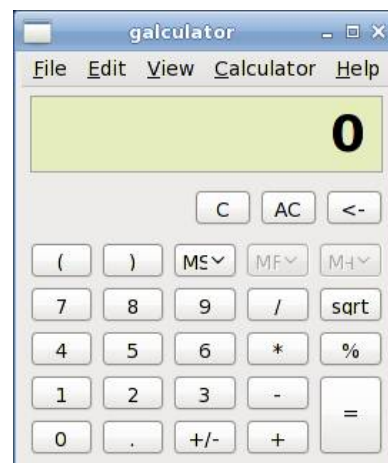 galculator
File Edit View Calculator Help
0
C AC <-
( ) MS
7 8 9 / sqrt
4 5 6 * %
1 2 3 - =
0 . +/- +